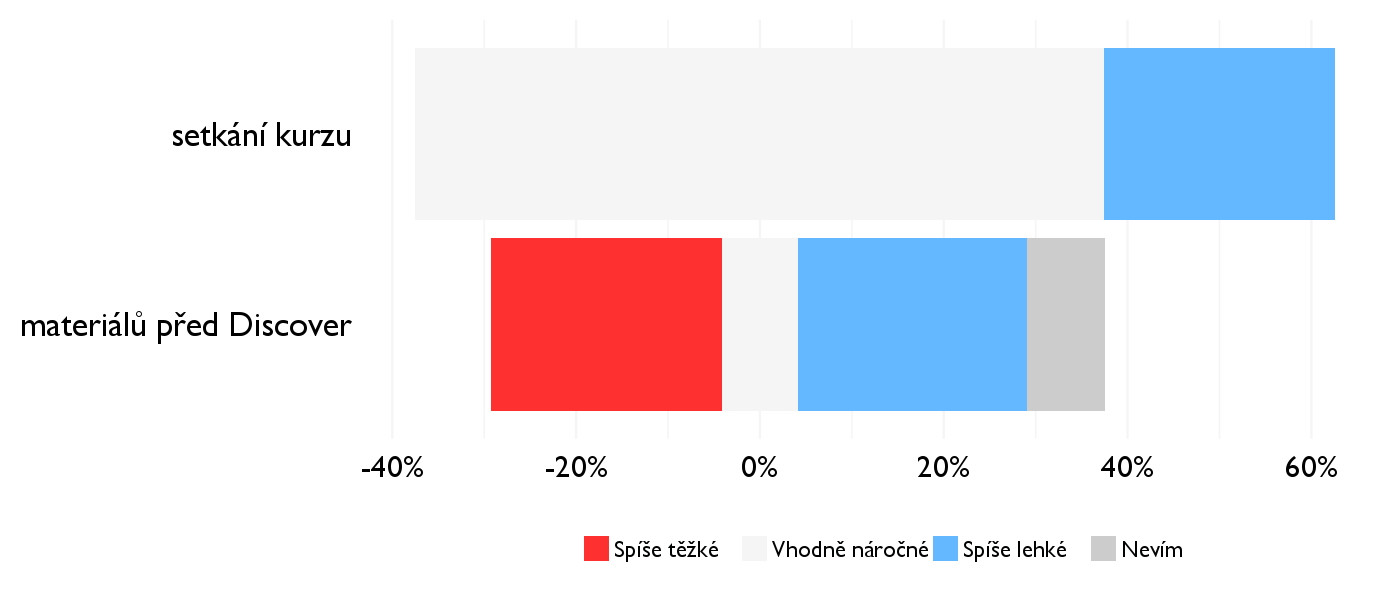 setkání kurzu
materiálů před Discover
-40% -20% 0% 20% 40% 60%
Spíše těžké Vhodně náročné Spíše lehké Nevím